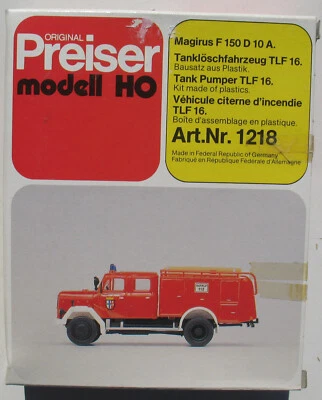 ORIGINAL
Preiser
modell HO
Magirus F 150 D 10 A.
Tanklöschfahrzeug TLF 16.
Bausatz aus Plastik.
Tank Pumper TLF 16.
Kit made of plastics.
Véhicule citerne d'incendie
TLF 16.
Boîte d'assemblage en plastique.
Art.Nr. 1218
Made in Federal Republic of Germany
Fabriqué en République Fédérale d'Allemagne